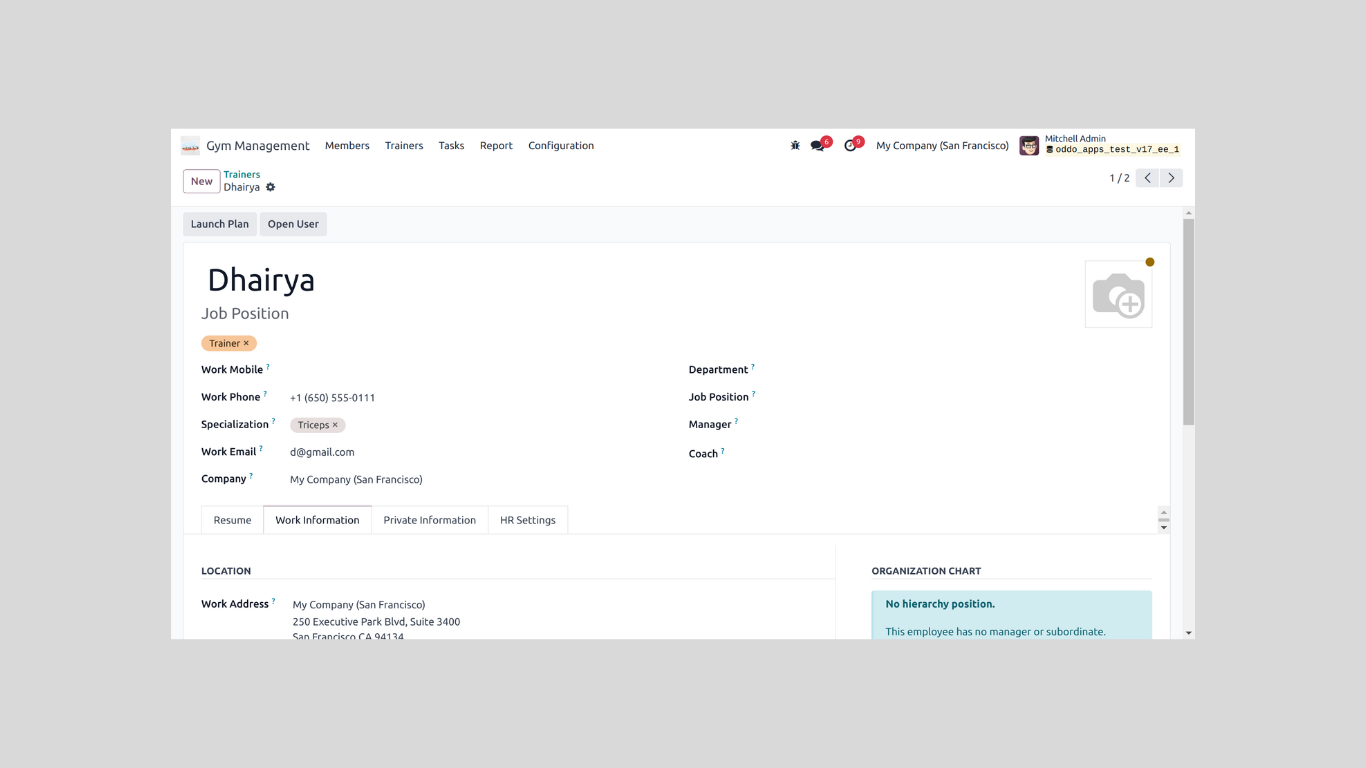 Gym Management Members Trainers Tasks Report Configuration 6 9 My Company (San Francisco) Mitchell Admin
oddo_apps_test_v17_ee_1
New Trainers
Dhairya 1 / 2
Launch Plan Open User
Dhairya
Job Position
Trainer ×
Work Mobile ? Department ?
Work Phone ? +1 (650) 555-0111 Job Position ?
Specialization ? Triceps × Manager ?
Work Email ? d@gmail.com Coach ?
Company ? My Company (San Francisco)
Resume Work Information Private Information HR Settings
LOCATION ORGANIZATION CHART
Work Address ? My Company (San Francisco) No hierarchy position.
250 Executive Park Blvd, Suite 3400
San Francisco CA 94134 This employee has no manager or subordinate.